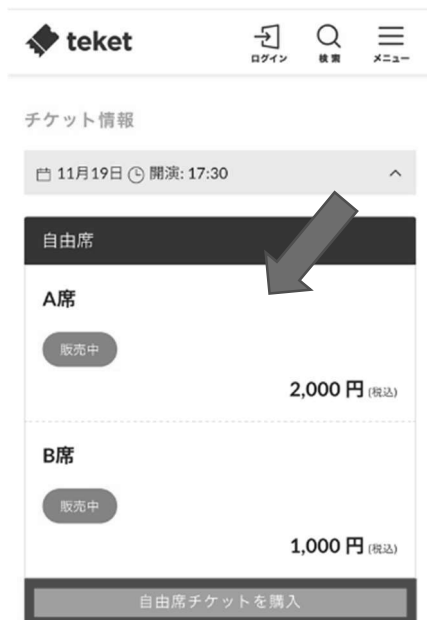 teket
ログイン 検索 メニュー
チケット情報
11月19日 開演: 17:30
自由席
A席
販売中
2,000 円 (税込)
B席
販売中
1,000 円 (税込)
自由席チケットを購入